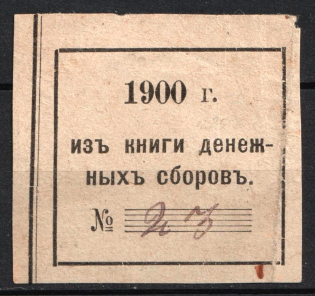 1900 г.
изъ книги денеж-
ныхъ сборовъ.
№ 23